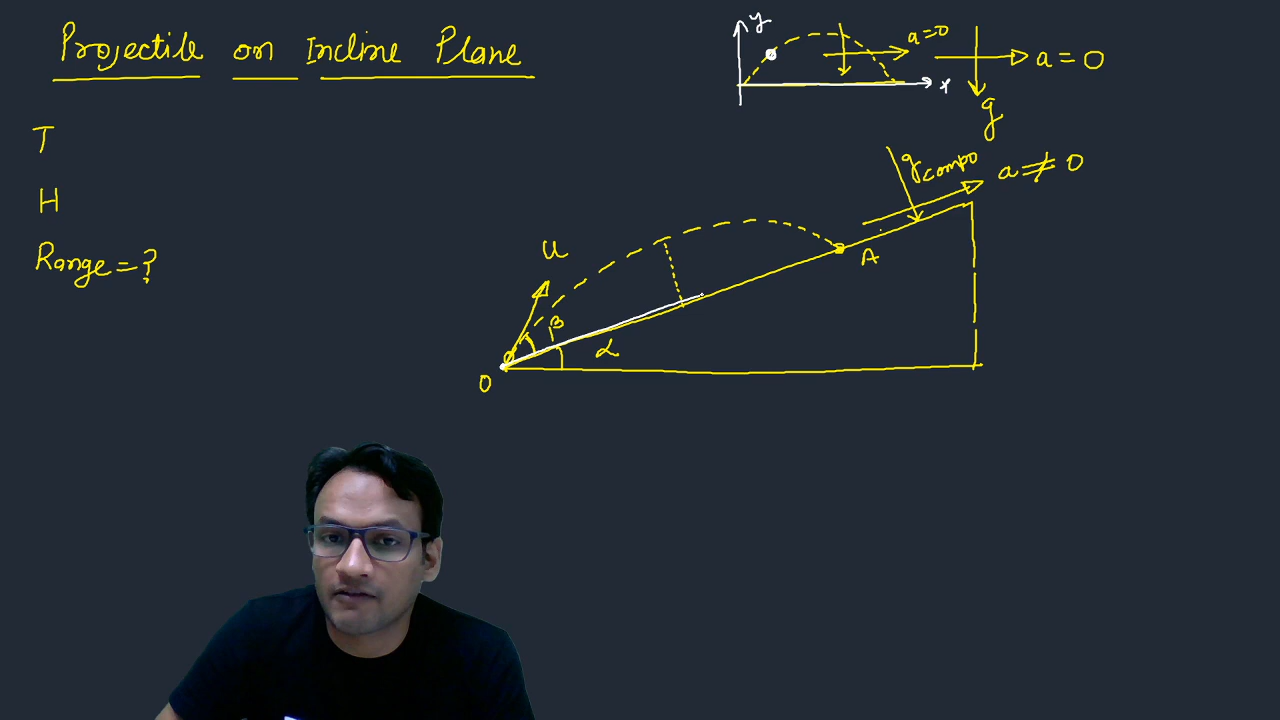 Projectile on Incline Plane
y
a=0
x
a = 0
g
T
H
Range = ?
g compo
a ≠ 0
u
A
β
α
O